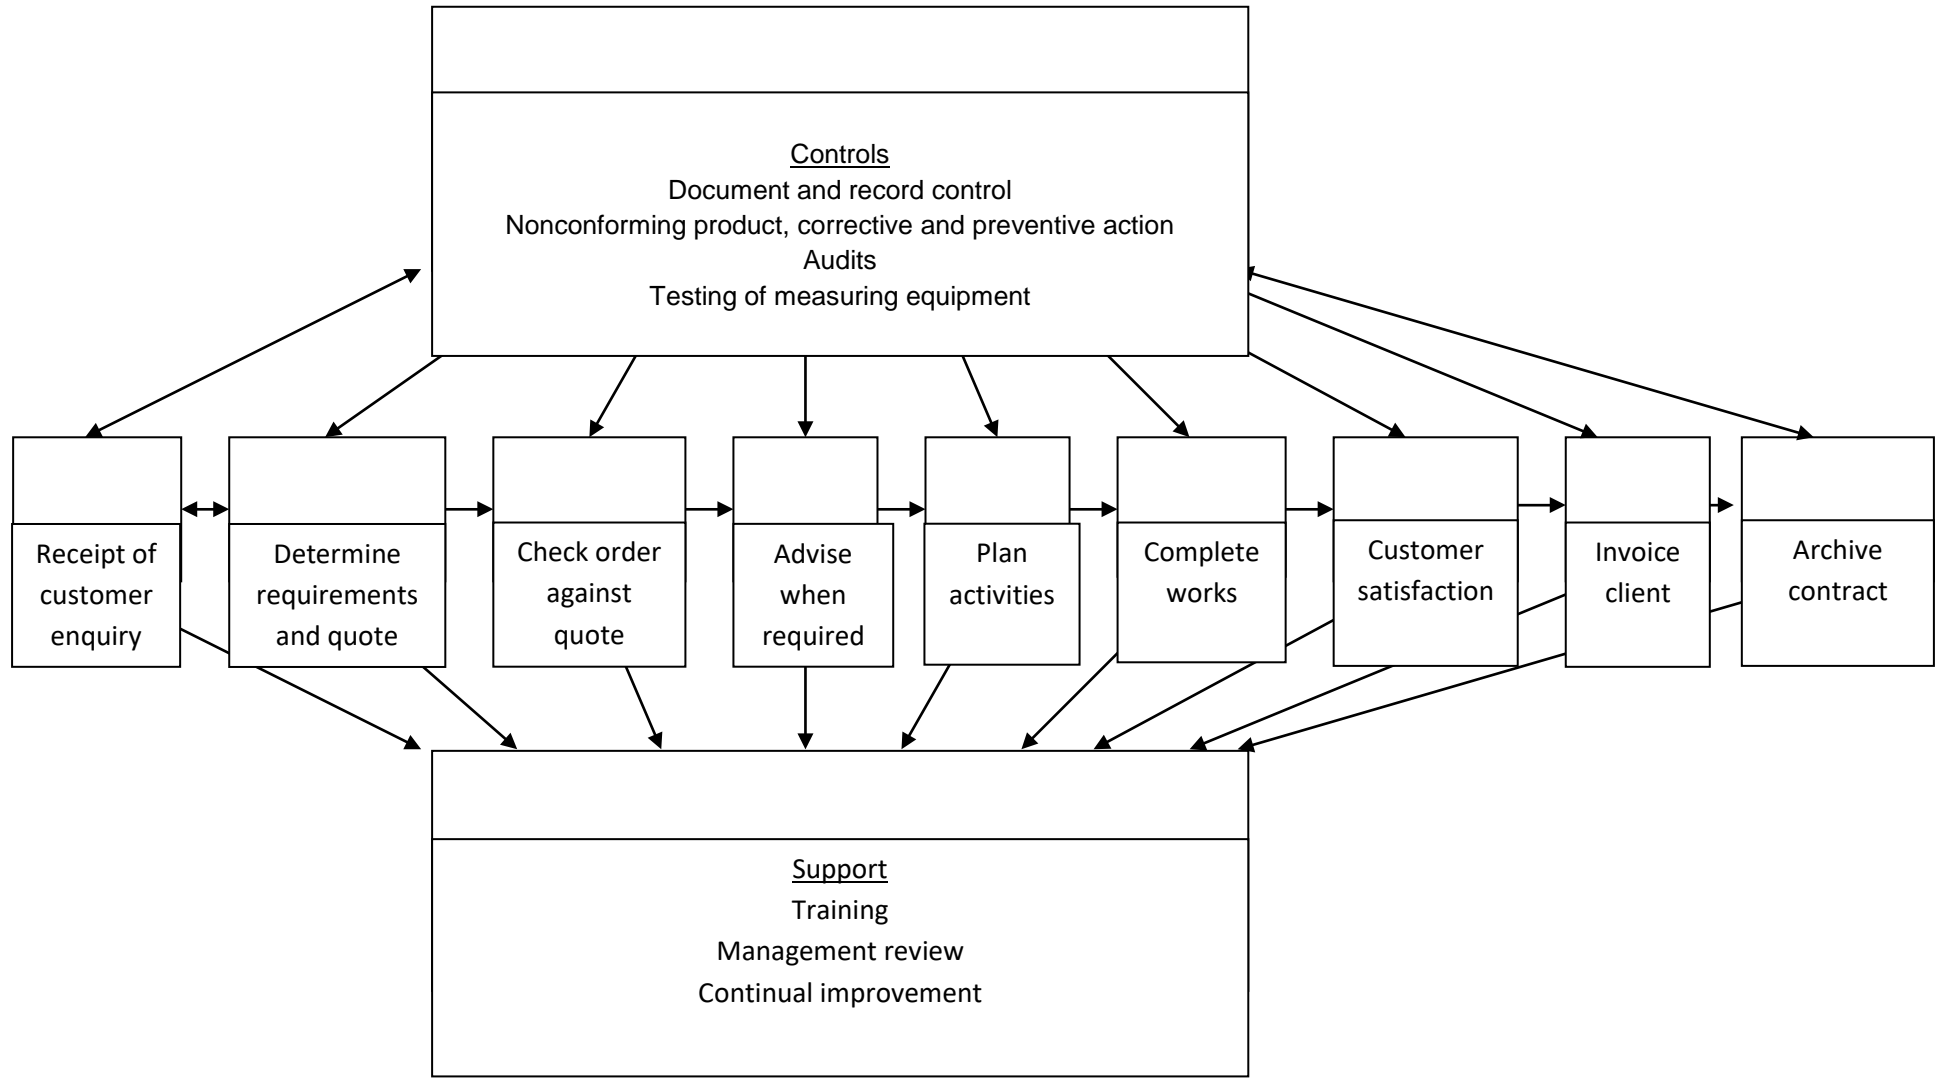 Controls
Document and record control
Nonconforming product, corrective and preventive action
Audits
Testing of measuring equipment
Receipt of
customer
enquiry
Determine
requirements
and quote
Check order
against
quote
Advise
when
required
Plan
activities
Complete
works
Customer
satisfaction
Invoice
client
Archive
contract
Support
Training
Management review
Continual improvement